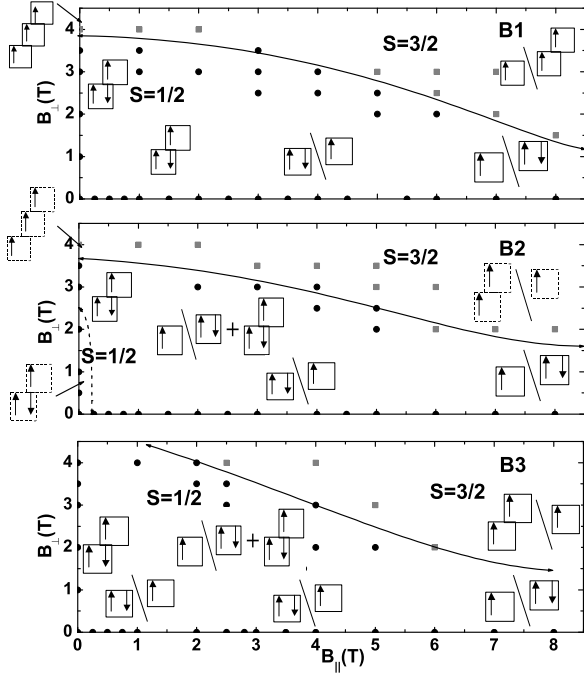 4
3
2
1
0
B⊥(T)
S=3/2
B1
S=1/2
4
3
2
1
0
B⊥(T)
S=3/2
B2
+
S=1/2
4
3
2
1
0
B⊥(T)
B3
S=1/2
S=3/2
+
0 1 2 3 4 5 6 7 8
B||(T)